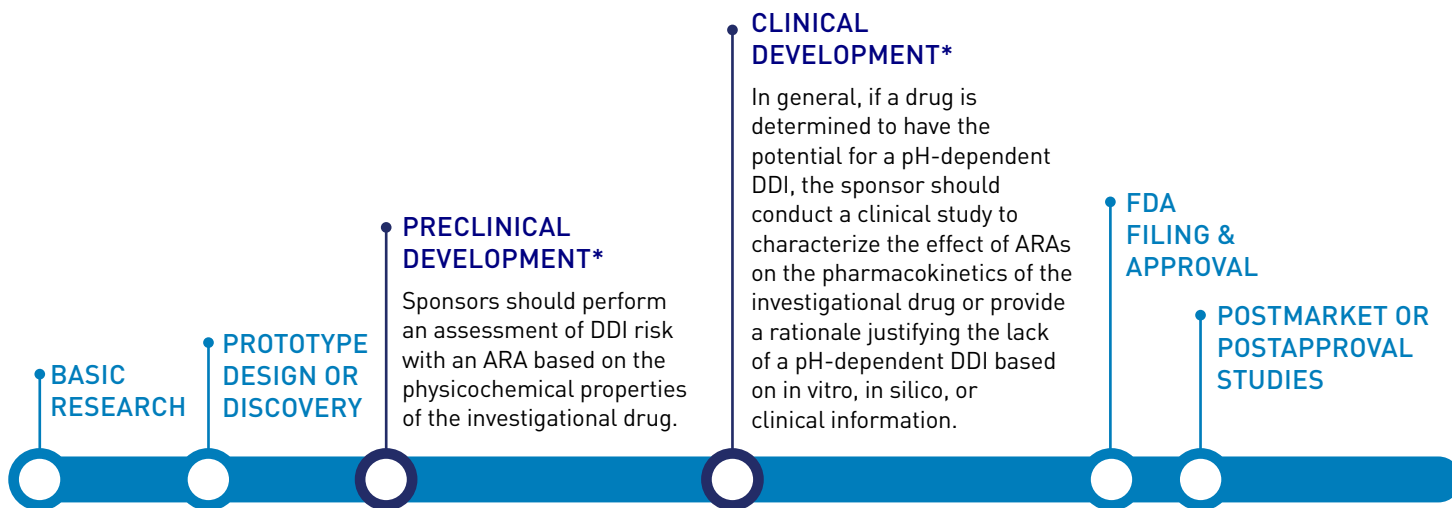 BASIC
RESEARCH
PROTOTYPE
DESIGN OR
DISCOVERY
PRECLINICAL
DEVELOPMENT*
Sponsors should perform
an assessment of DDI risk
with an ARA based on the
physicochemical properties
of the investigational drug.
CLINICAL
DEVELOPMENT*
In general, if a drug is
determined to have the
potential for a pH-dependent
DDI, the sponsor should
conduct a clinical study to
characterize the effect of ARAs
on the pharmacokinetics of the
investigational drug or provide
a rationale justifying the lack
of a pH-dependent DDI based
on in vitro, in silico, or
clinical information.
FDA
FILING &
APPROVAL
POSTMARKET OR
POSTAPPROVAL
STUDIES